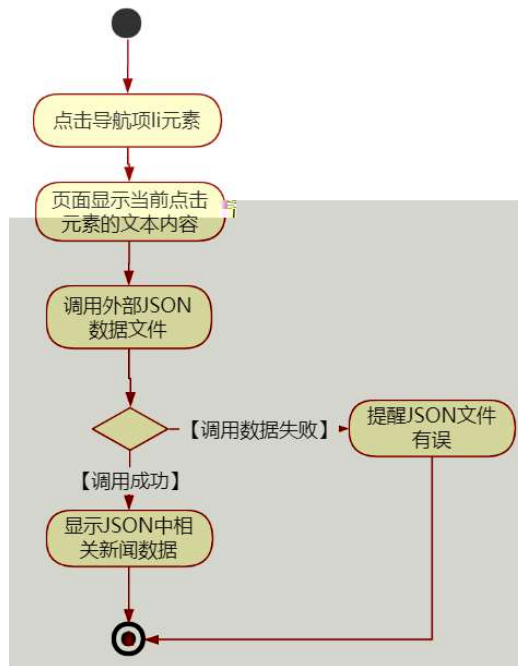 点击导航项li元素
页面显示当前点击
元素的文本内容
调用外部JSON
数据文件
【调用数据失败】
提醒JSON文件
有误
【调用成功】
显示JSON中相
关新闻数据